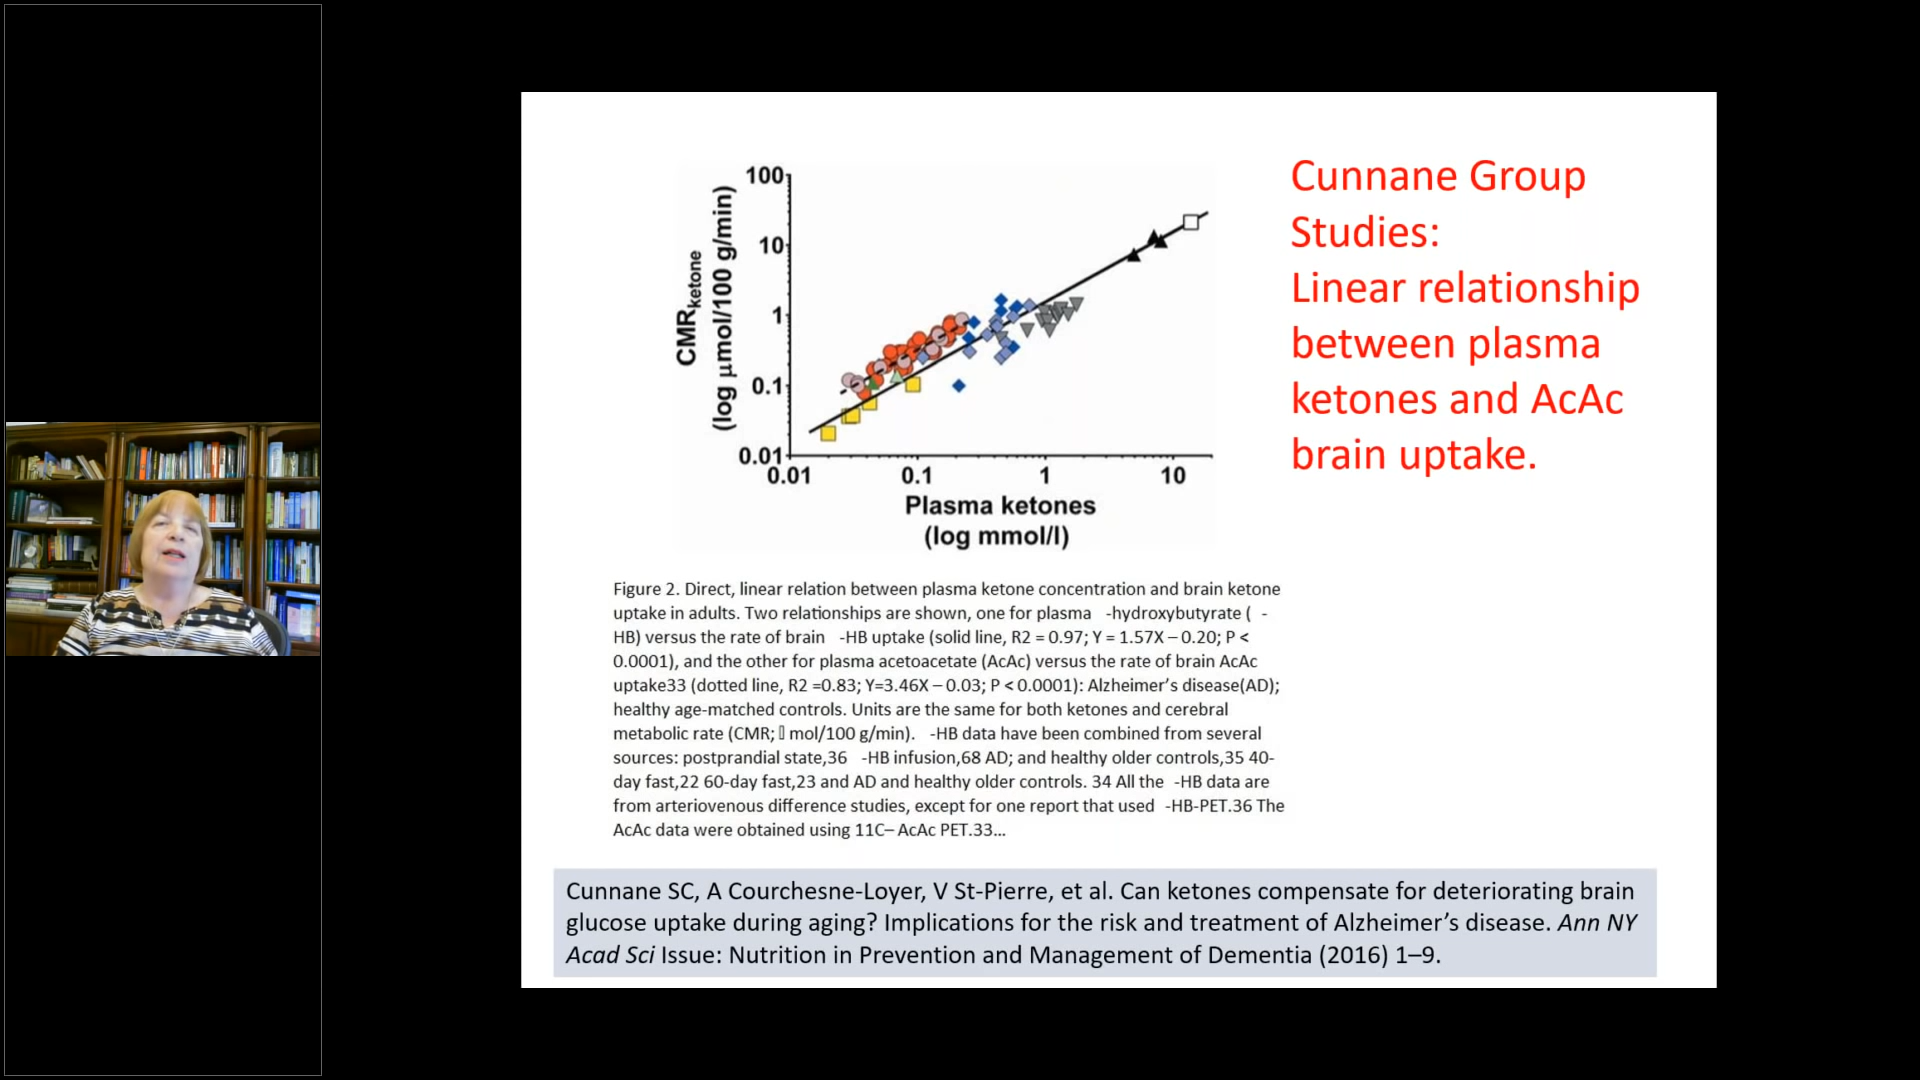 100
10
1
0.1
0.01
CMRketone
(log μmol/100 g/min)
0.01 0.1 1 10
Plasma ketones
(log mmol/l)
Cunnane Group
Studies:
Linear relationship
between plasma
ketones and AcAc
brain uptake.
Figure 2. Direct, linear relation between plasma ketone concentration and brain ketone
uptake in adults. Two relationships are shown, one for plasma -hydroxybutyrate ( -
HB) versus the rate of brain -HB uptake (solid line, R2 = 0.97; Y = 1.57X – 0.20; P <
0.0001), and the other for plasma acetoacetate (AcAc) versus the rate of brain AcAc
uptake33 (dotted line, R2 =0.83; Y=3.46X – 0.03; P < 0.0001): Alzheimer’s disease(AD);
healthy age-matched controls. Units are the same for both ketones and cerebral
metabolic rate (CMR; ▯ mol/100 g/min). -HB data have been combined from several
sources: postprandial state,36 -HB infusion,68 AD; and healthy older controls,35 40-
day fast,22 60-day fast,23 and AD and healthy older controls. 34 All the -HB data are
from arteriovenous difference studies, except for one report that used -HB-PET.36 The
AcAc data were obtained using 11C– AcAc PET.33...
Cunnane SC, A Courchesne-Loyer, V St-Pierre, et al. Can ketones compensate for deteriorating brain
glucose uptake during aging? Implications for the risk and treatment of Alzheimer’s disease. Ann NY
Acad Sci Issue: Nutrition in Prevention and Management of Dementia (2016) 1–9.